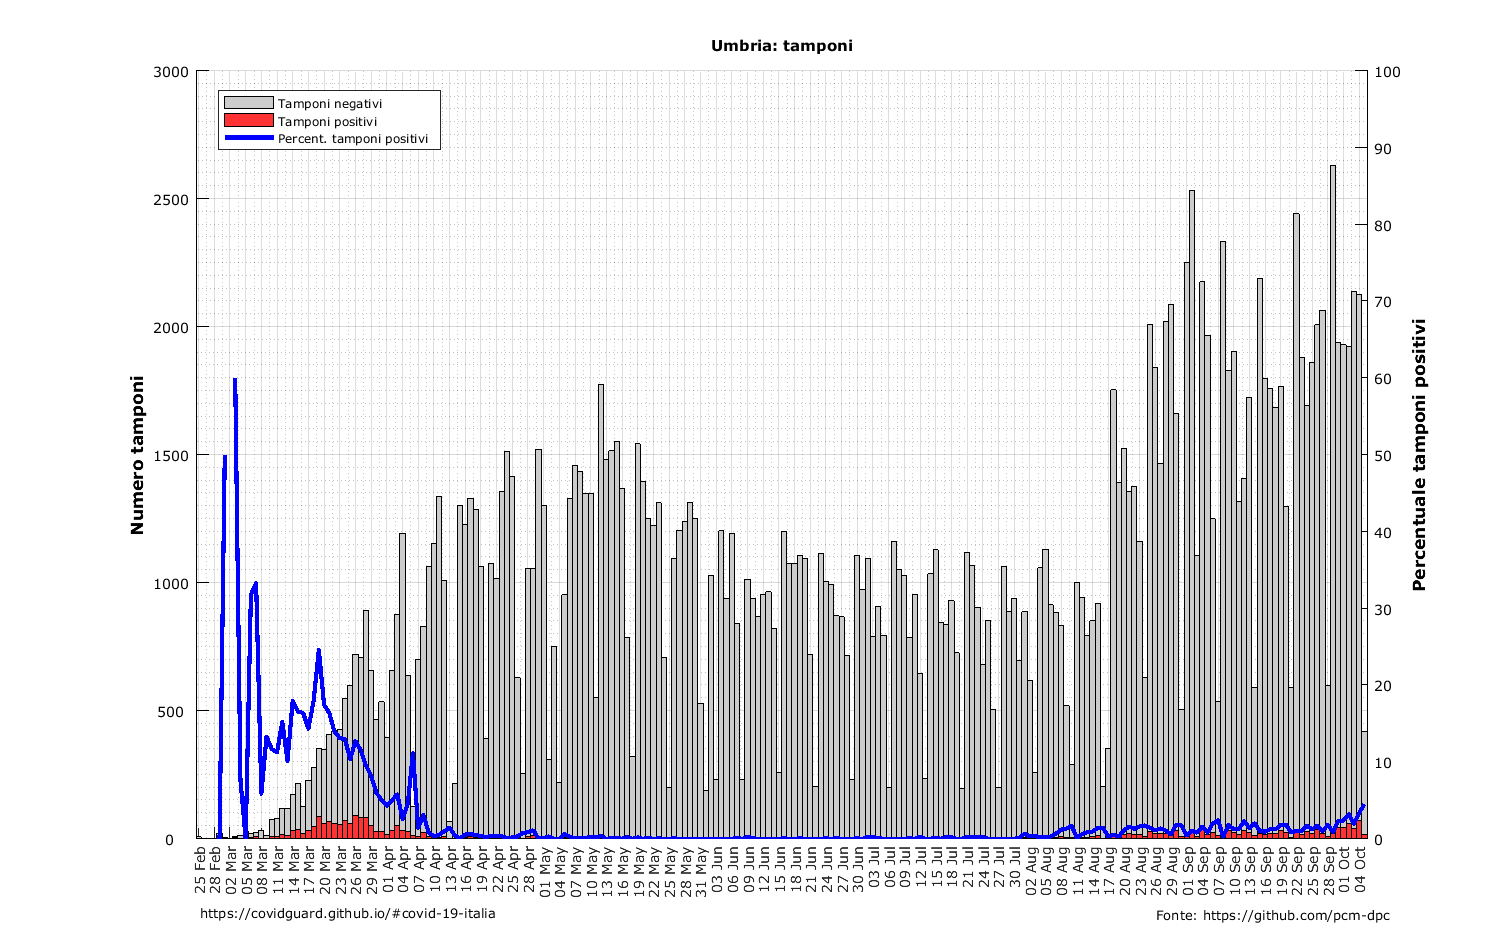 Umbria: tamponi
Tamponi negativi
Tamponi positivi
Percent. tamponi positivi
Numero tamponi
3000
2500
2000
1500
1000
500
0
100
90
80
70
60
50
40
30
20
10
0
Percentuale tamponi positivi
25 Feb
28 Feb
02 Mar
05 Mar
08 Mar
11 Mar
14 Mar
17 Mar
20 Mar
23 Mar
26 Mar
29 Mar
01 Apr
04 Apr
07 Apr
10 Apr
13 Apr
16 Apr
19 Apr
22 Apr
25 Apr
28 Apr
01 May
04 May
07 May
10 May
13 May
16 May
19 May
22 May
25 May
28 May
31 May
03 Jun
06 Jun
09 Jun
12 Jun
15 Jun
18 Jun
21 Jun
24 Jun
27 Jun
30 Jun
03 Jul
06 Jul
09 Jul
12 Jul
15 Jul
18 Jul
21 Jul
24 Jul
27 Jul
30 Jul
02 Aug
05 Aug
08 Aug
11 Aug
14 Aug
17 Aug
20 Aug
23 Aug
26 Aug
29 Aug
01 Sep
04 Sep
07 Sep
10 Sep
13 Sep
16 Sep
19 Sep
22 Sep
25 Sep
28 Sep
01 Oct
04 Oct
https://covidguard.github.io/#covid-19-italia
Fonte: https://github.com/pcm-dpc